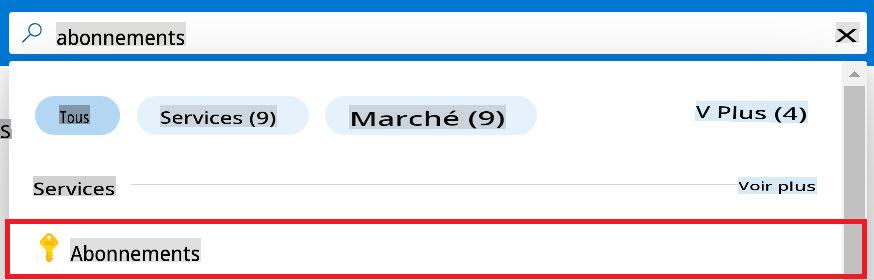 abonnements X
Tous Services (9) Marché (9) V Plus (4)
S
Services Voir plus
Abonnements